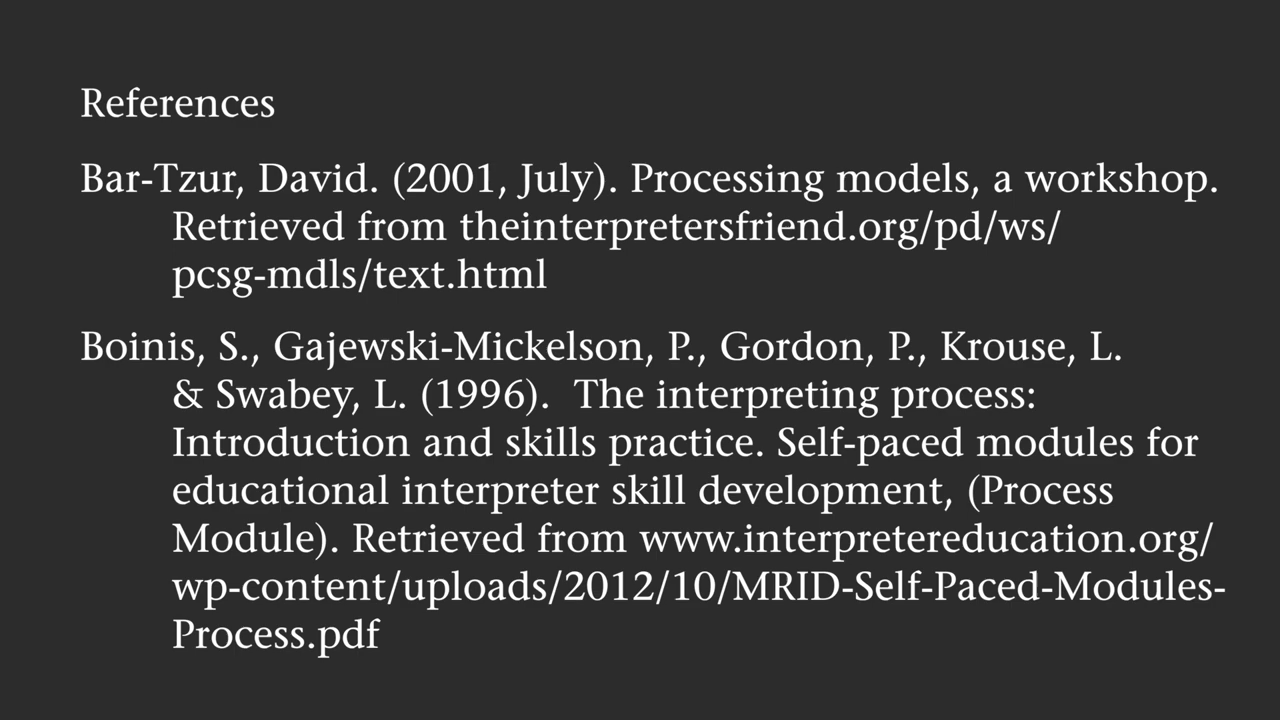 References
Bar-Tzur, David. (2001, July). Processing models, a workshop.
Retrieved from theinterpretersfriend.org/pd/ws/
pcsg-mdls/text.html
Boinis, S., Gajewski-Mickelson, P., Gordon, P., Krouse, L.
& Swabey, L. (1996).  The interpreting process:
Introduction and skills practice. Self-paced modules for
educational interpreter skill development, (Process
Module). Retrieved from www.interpretereducation.org/
wp-content/uploads/2012/10/MRID-Self-Paced-Modules-
Process.pdf